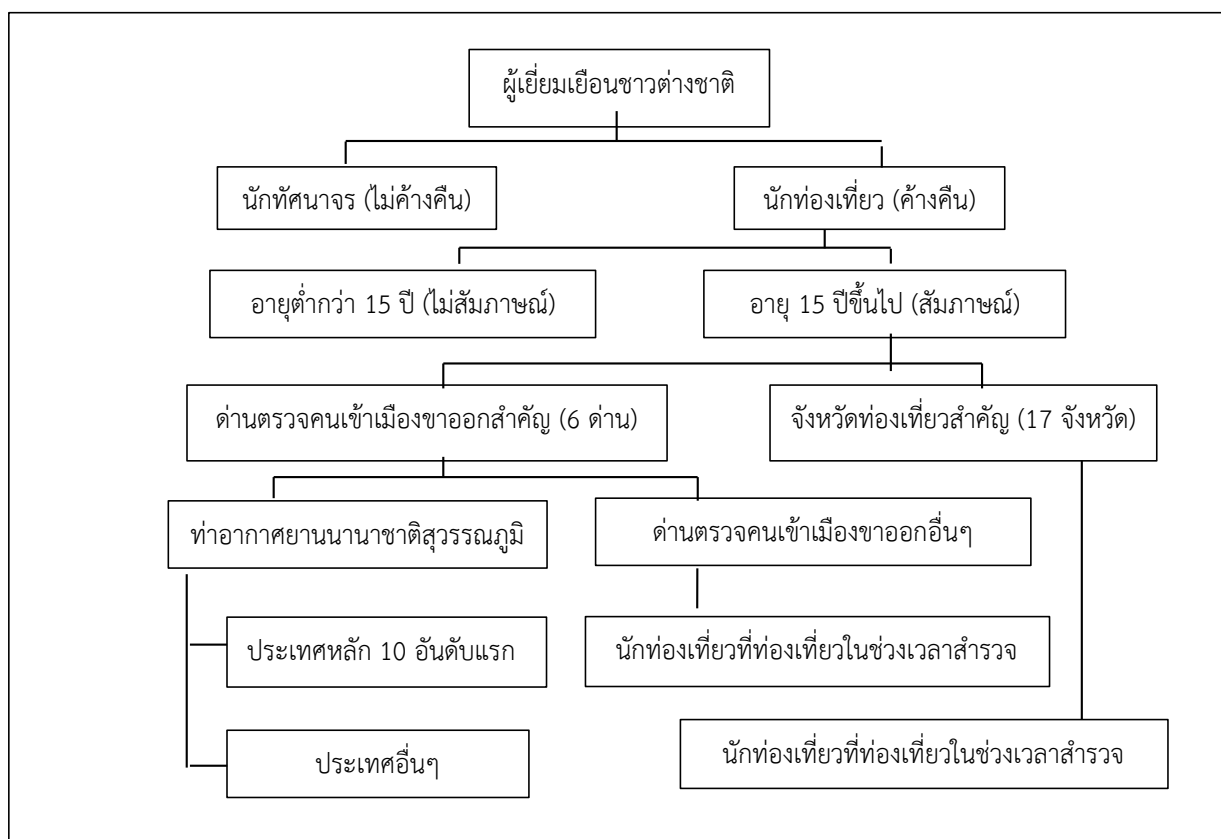 ผู้เยี่ยมเยือนชาวต่างชาติ
นักทัศนาจร (ไม่ค้างคืน)
นักท่องเที่ยว (ค้างคืน)
อายุต่ำกว่า 15 ปี (ไม่สัมภาษณ์)
อายุ 15 ปีขึ้นไป (สัมภาษณ์)
ด่านตรวจคนเข้าเมืองขาออกสำคัญ (6 ด่าน)
จังหวัดท่องเที่ยวสำคัญ (17 จังหวัด)
ท่าอากาศยานนานาชาติสุวรรณภูมิ
ด่านตรวจคนเข้าเมืองขาออกอื่นๆ
ประเทศหลัก 10 อันดับแรก
นักท่องเที่ยวที่ท่องเที่ยวในช่วงเวลาสำรวจ
ประเทศอื่นๆ
นักท่องเที่ยวที่ท่องเที่ยวในช่วงเวลาสำรวจ